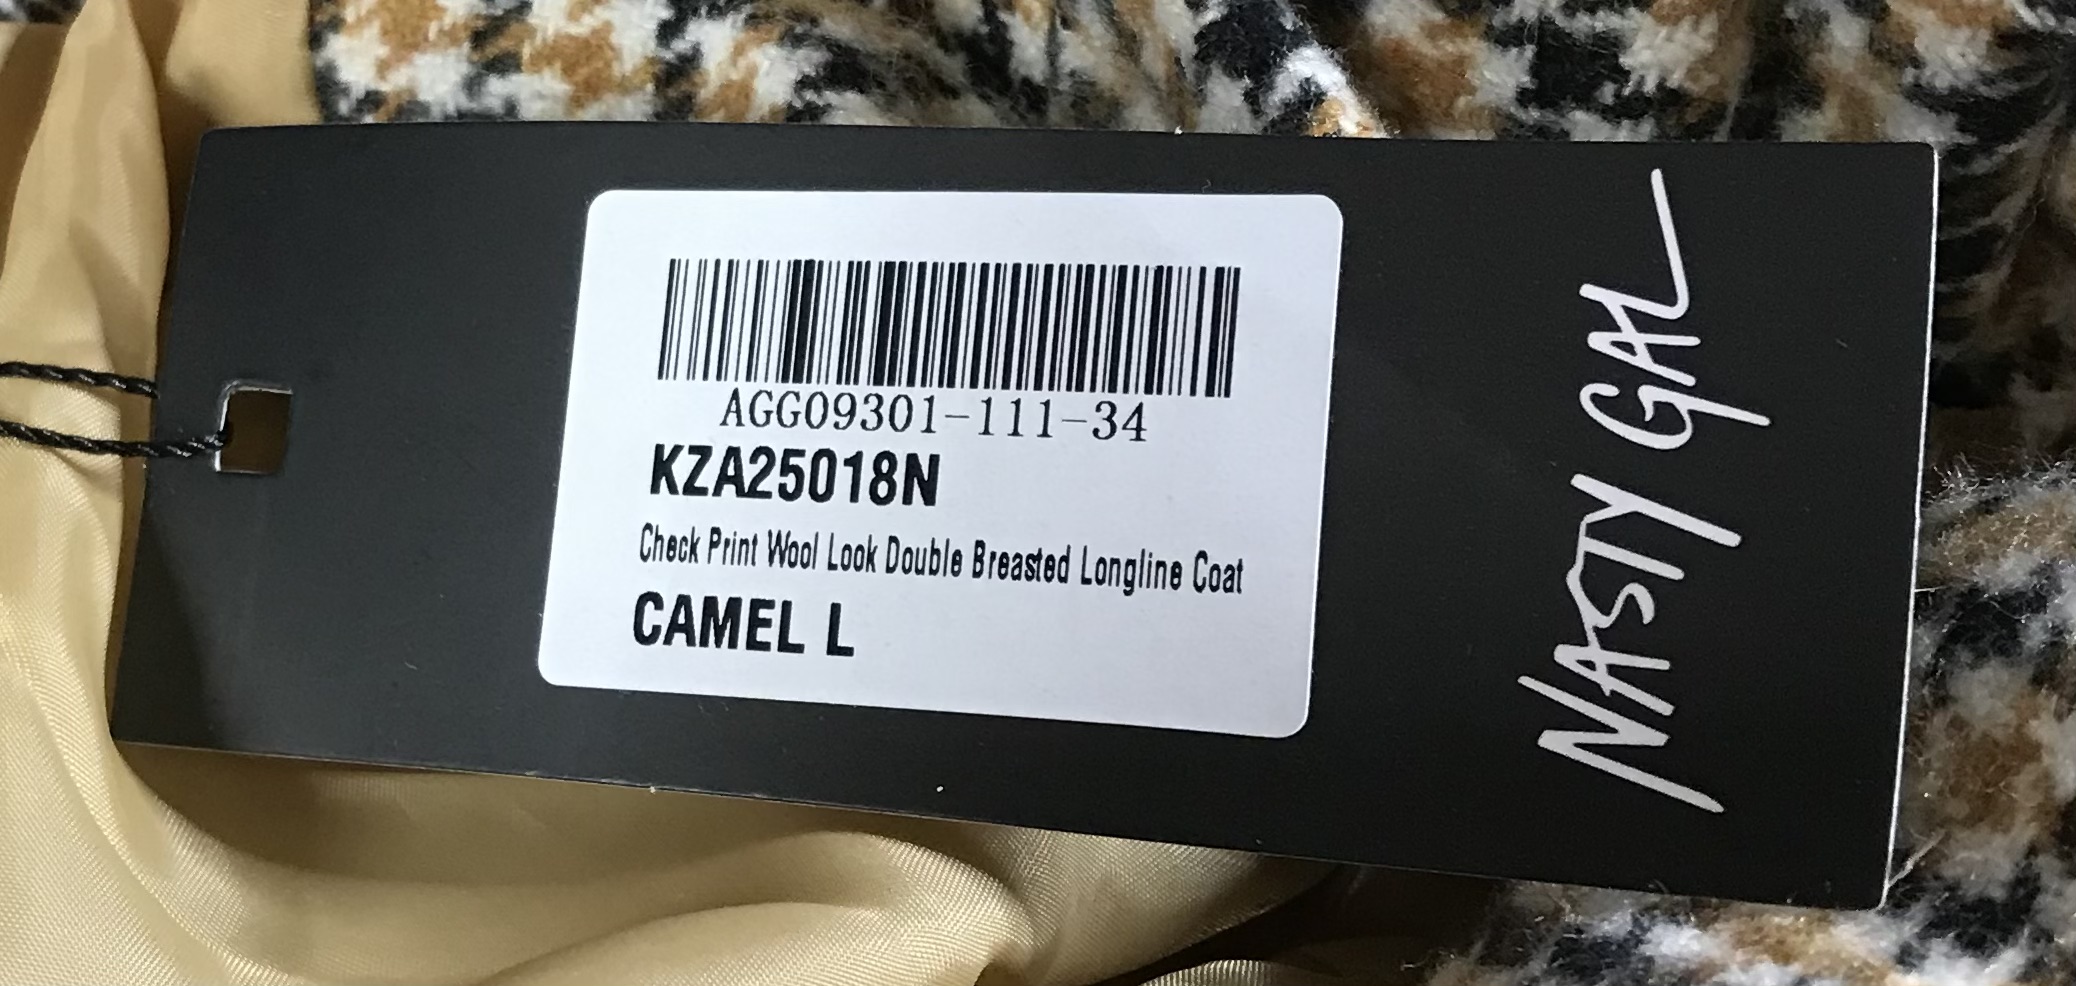 AGG09301-111-34
KZA25018N
Check Print Wool Look Double Breasted Longline Coat
CAMEL L
NASTY GAL